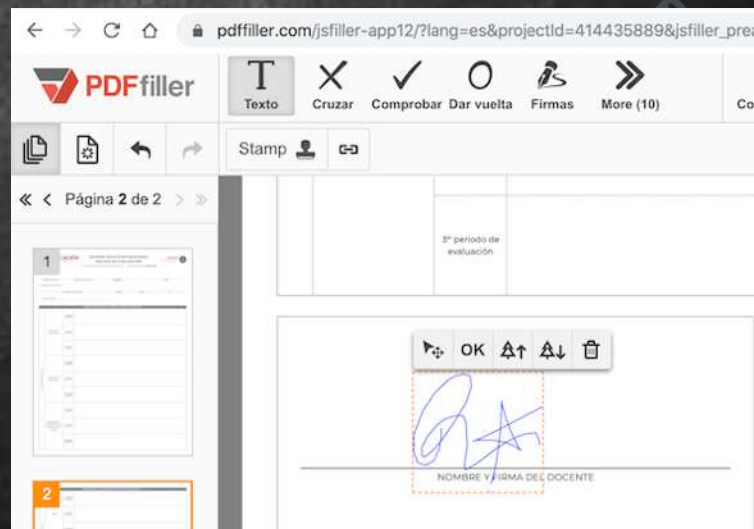 pdffiller.com/jsfiller-app12/?lang=es&projectId=414435889&jsfiller_prea
PDFfiller
Texto
Cruzar
Comprobar
Dar vuelta
Firmas
More (10)
Co
Stamp
Página 2 de 2
3er periodo de
evaluación
1
OK
NOMBRE Y FIRMA DEL DOCENTE
2